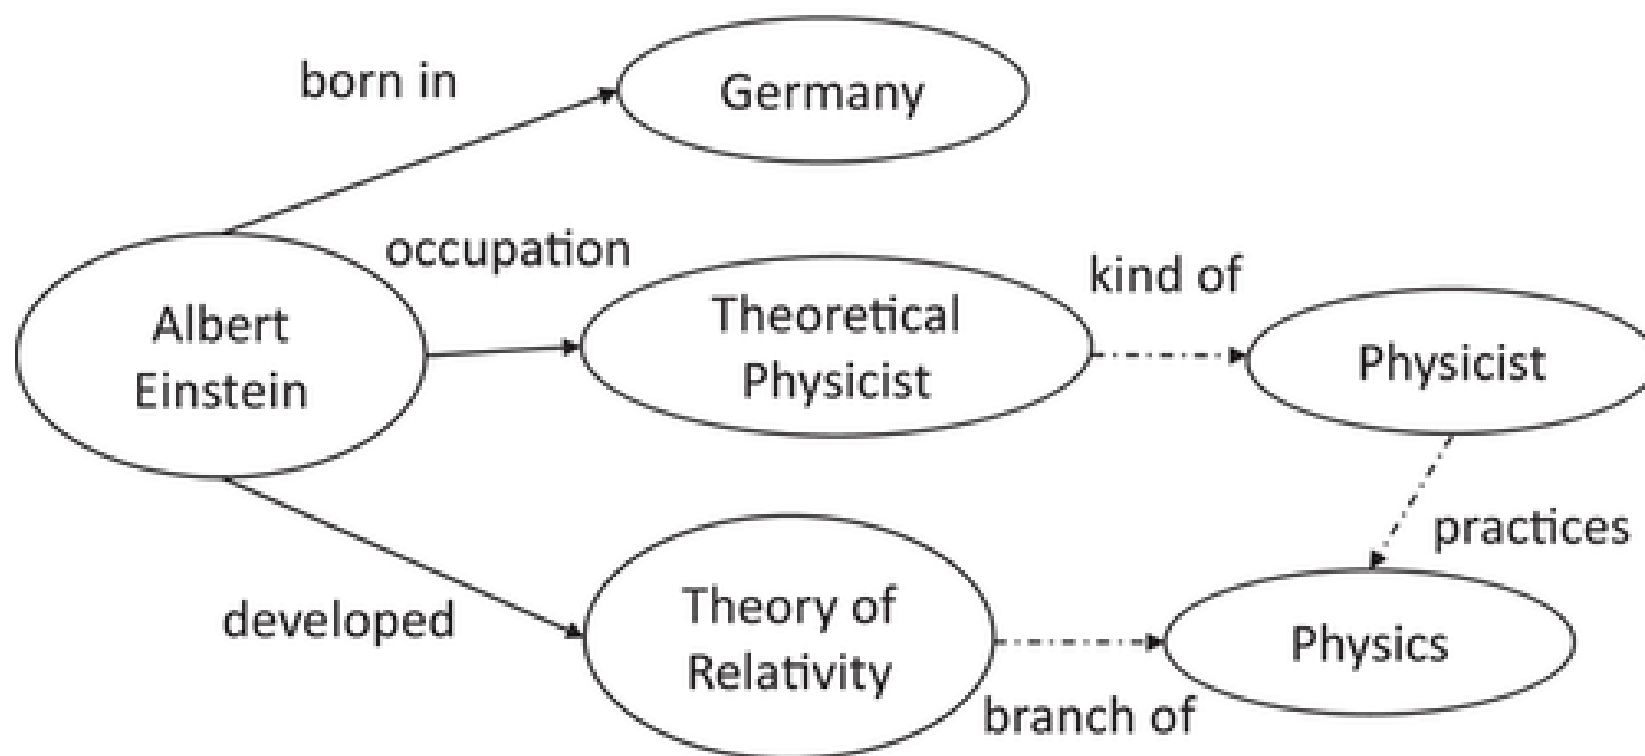 born in
Germany
occupation
kind of
Albert
Einstein
Theoretical
Physicist
Physicist
practices
developed
Theory of
Relativity
Physics
branch of